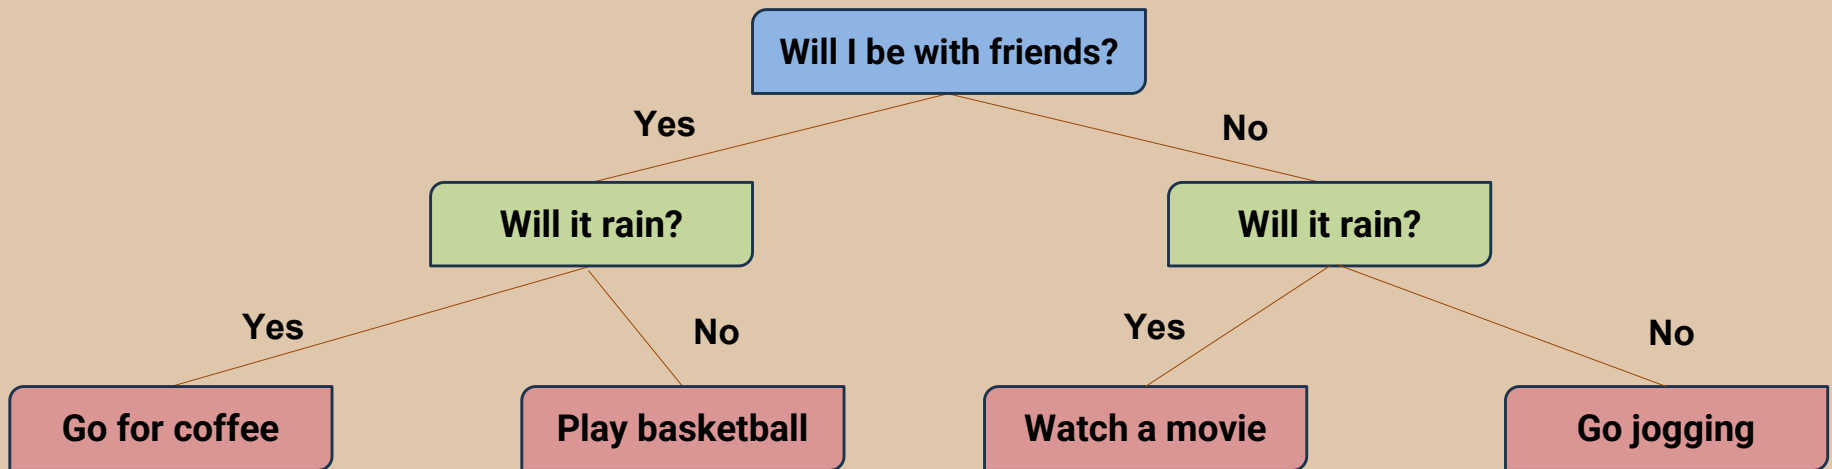 Will I be with friends?
Yes
No
Will it rain?
Will it rain?
Yes
No
Yes
No
Go for coffee
Play basketball
Watch a movie
Go jogging